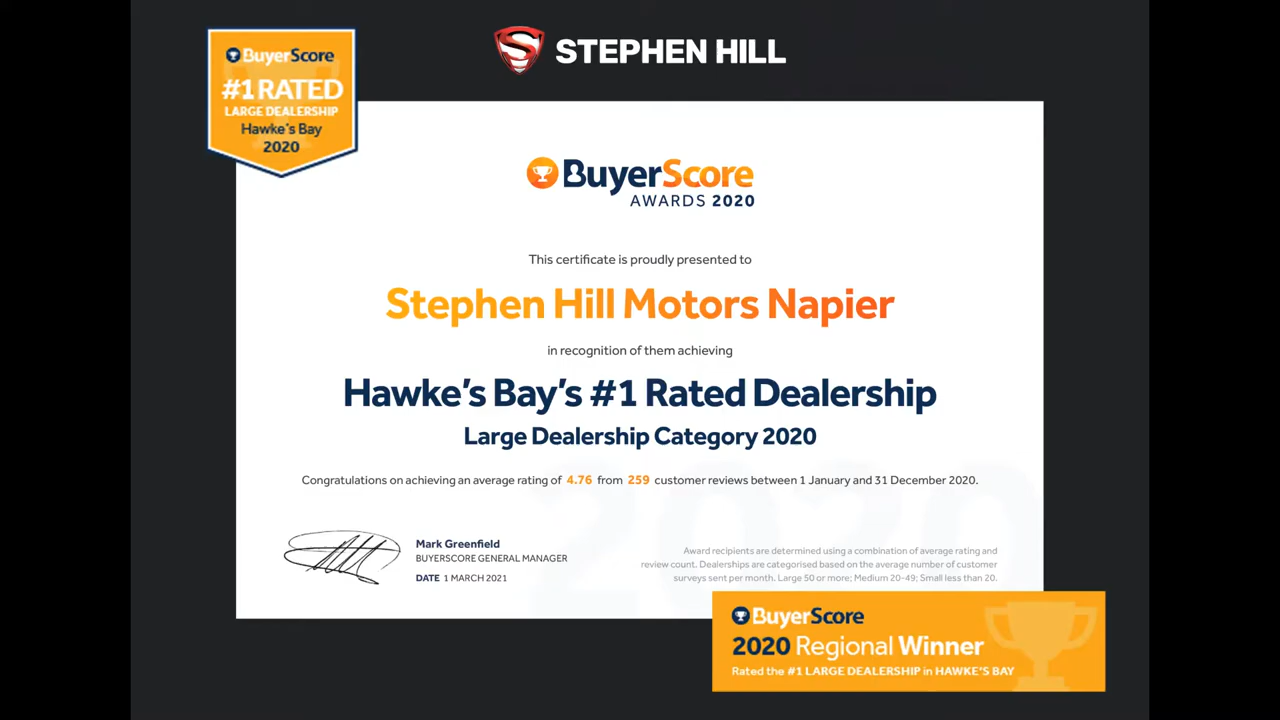 BuyerScore
#1 RATED
LARGE DEALERSHIP
Hawke's Bay
2020
STEPHEN HILL
BuyerScore
AWARDS 2020
This certificate is proudly presented to
Stephen Hill Motors Napier
in recognition of them achieving
Hawke's Bay's #1 Rated Dealership
Large Dealership Category 2020
Congratulations on achieving an average rating of 4.76 from 259 customer reviews between 1 January and 31 December 2020.
2020
Mark Greenfield
BUYERSCORE GENERAL MANAGER
DATE 1 MARCH 2021
Award recipients are determined using a combination of average rating and
review count. Dealerships are categorised based on the average number of customer
surveys sent per month. Large 50 or more; Medium 20-49; Small less than 20.
BuyerScore
2020 Regional Winner
Rated the #1 LARGE DEALERSHIP in HAWKE'S BAY